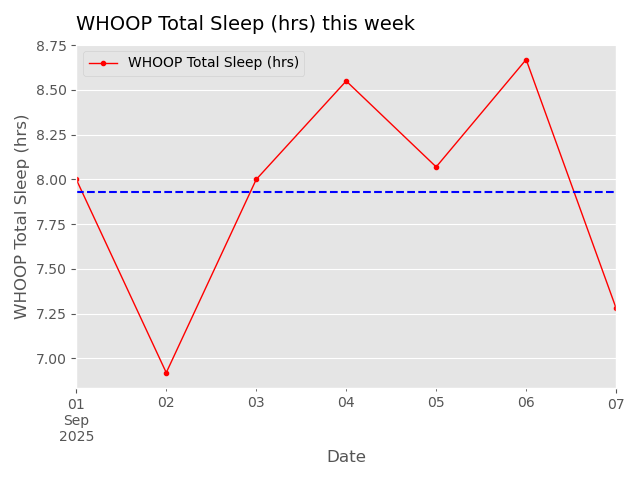 WHOOP Total Sleep (hrs) this week
WHOOP Total Sleep (hrs)
WHOOP Total Sleep (hrs)
8.75
8.50
8.25
8.00
7.75
7.50
7.25
7.00
01 02 03 04 05 06 07
Sep
2025
Date